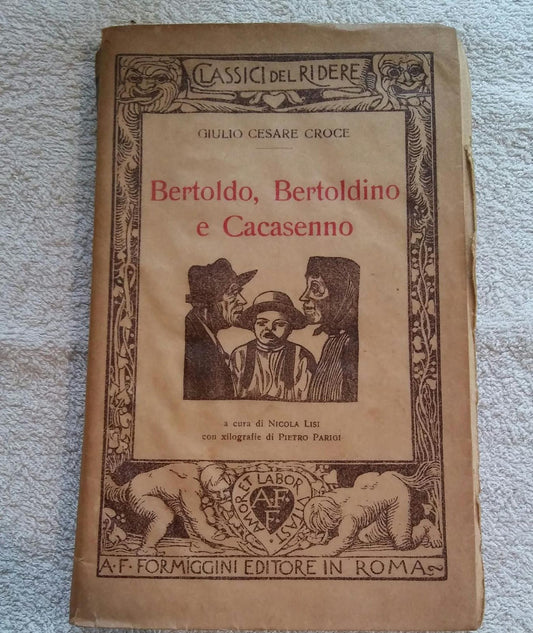 CLASSICI DEL RIDERE
GIULIO CESARE CROCE
Bertoldo, Bertoldino
e Cacasenno
a cura di NICOLA LISI
con xilografie di PIETRO PARIGI
AMOR ET LABOR VITAST
A.F.
F
A. F. FORMIGGINI EDITORE IN ROMA